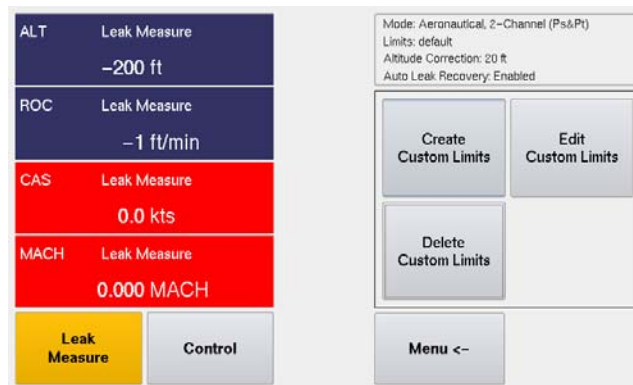 ALT Leak Measure
-200 ft
ROC Leak Measure
-1 ft/min
CAS Leak Measure
0.0 kts
MACH Leak Measure
0.000 MACH
Leak
Measure
Control
Mode: Aeronautical, 2-Channel (Ps&Pt)
Limits: default
Altitude Correction: 20 ft
Auto Leak Recovery: Enabled
Create
Custom Limits
Edit
Custom Limits
Delete
Custom Limits
Menu <-